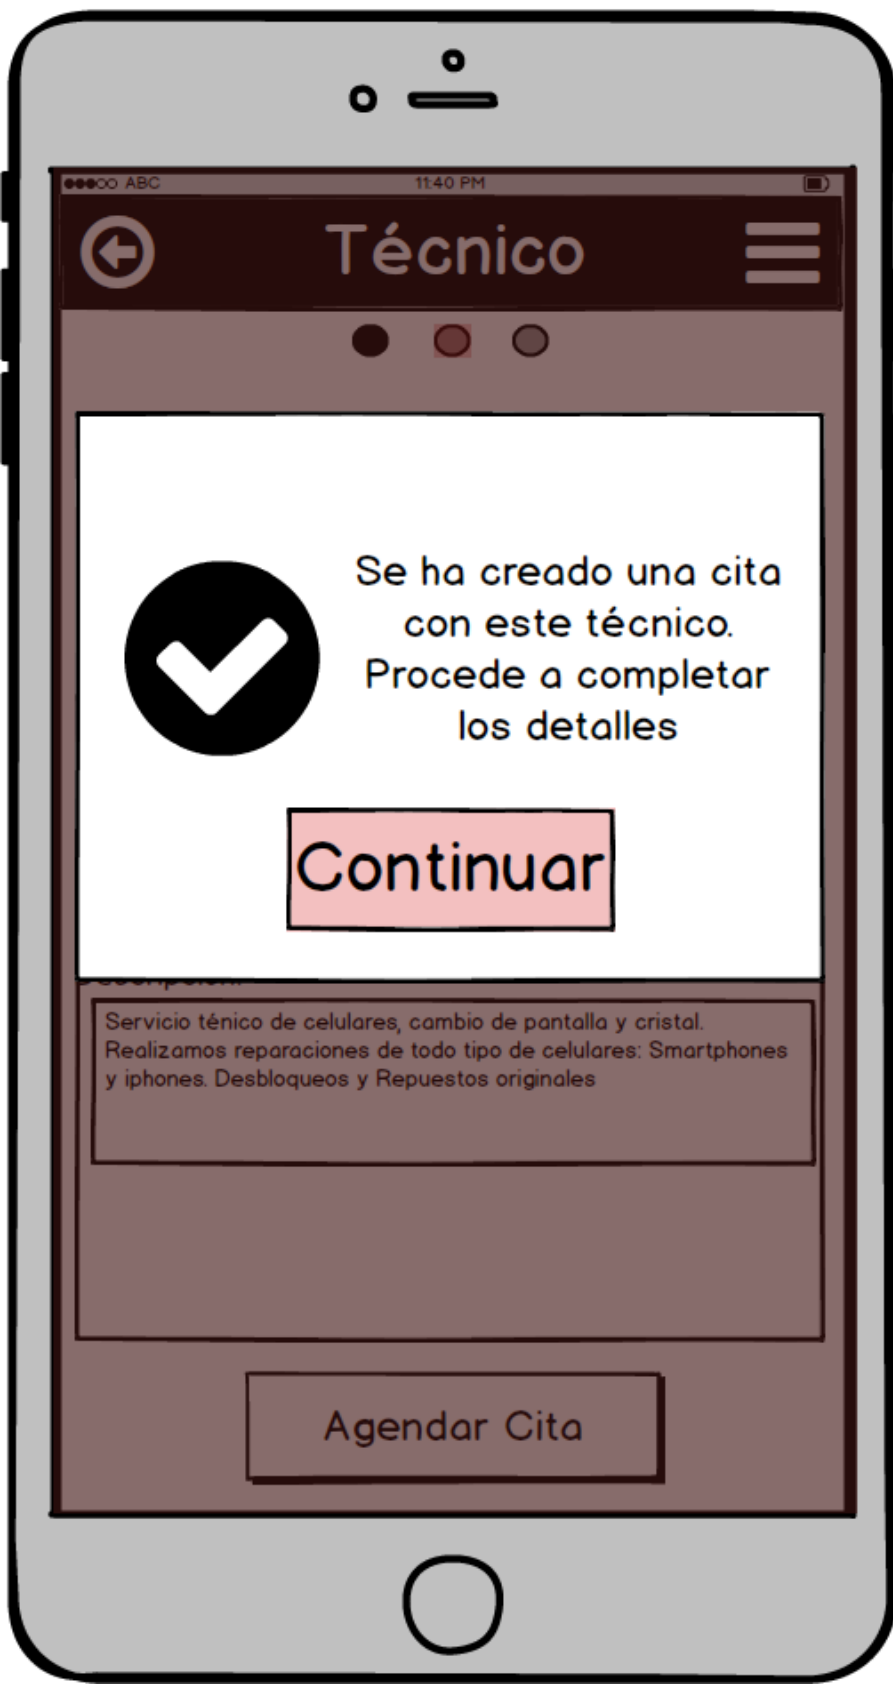 ABC 11:40 PM
Técnico
Se ha creado una cita
con este técnico.
Procede a completar
los detalles
Continuar
Servicio ténico de celulares, cambio de pantalla y cristal.
Realizamos reparaciones de todo tipo de celulares: Smartphones
y iphones. Desbloqueos y Repuestos originales
Agendar Cita